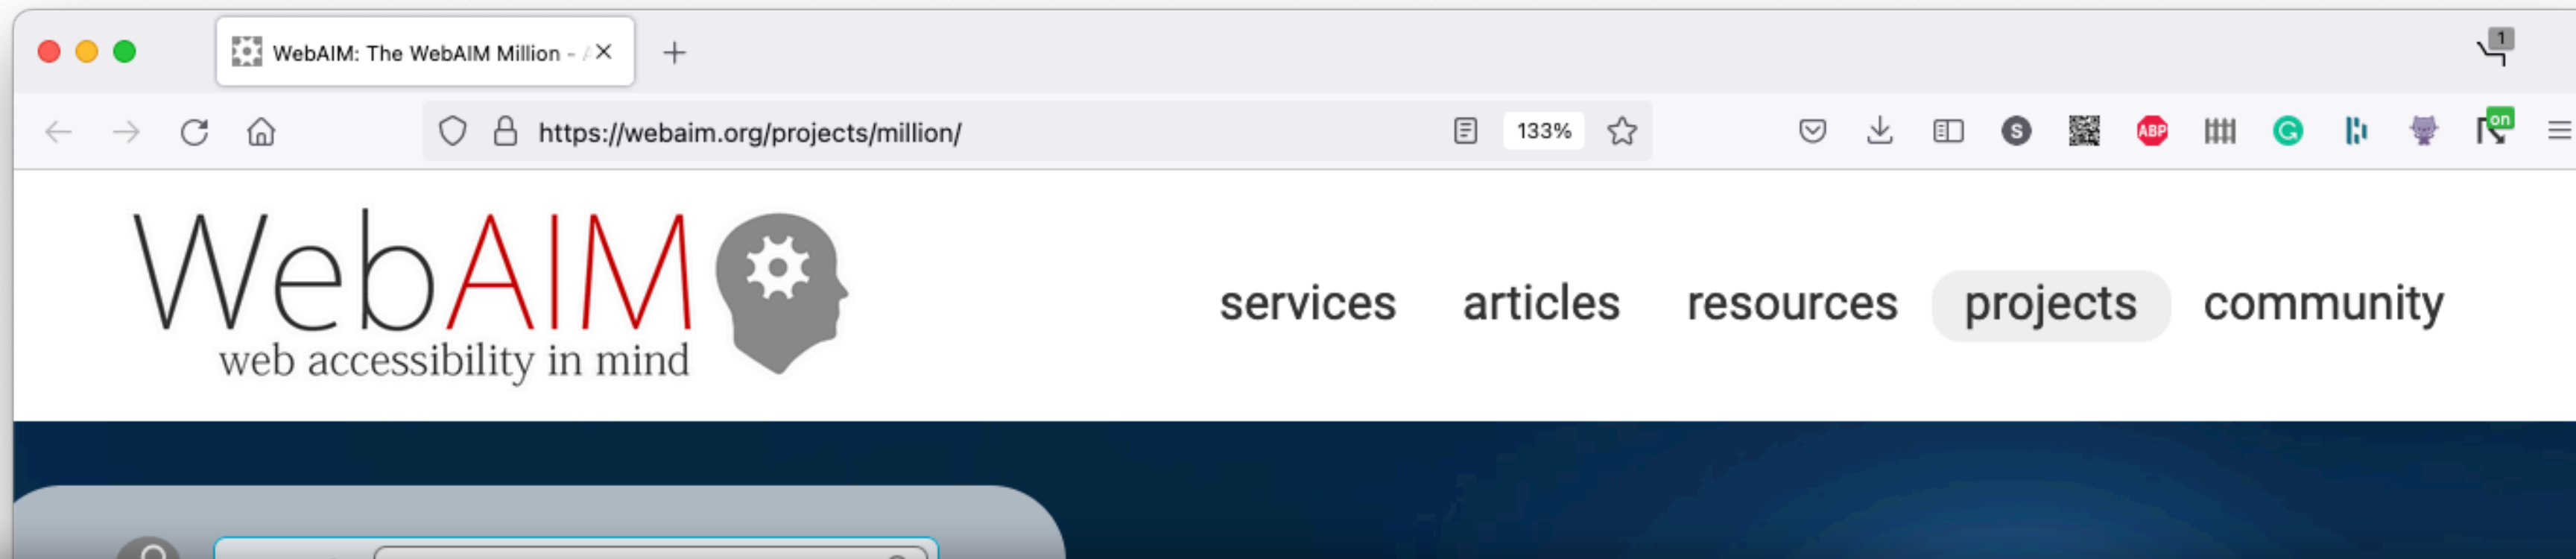 WebAIM: The WebAIM Million -
1
https://webaim.org/projects/million/
133%
S
ABP
on
WebAIM
web accessibility in mind
services
articles
resources
projects
community